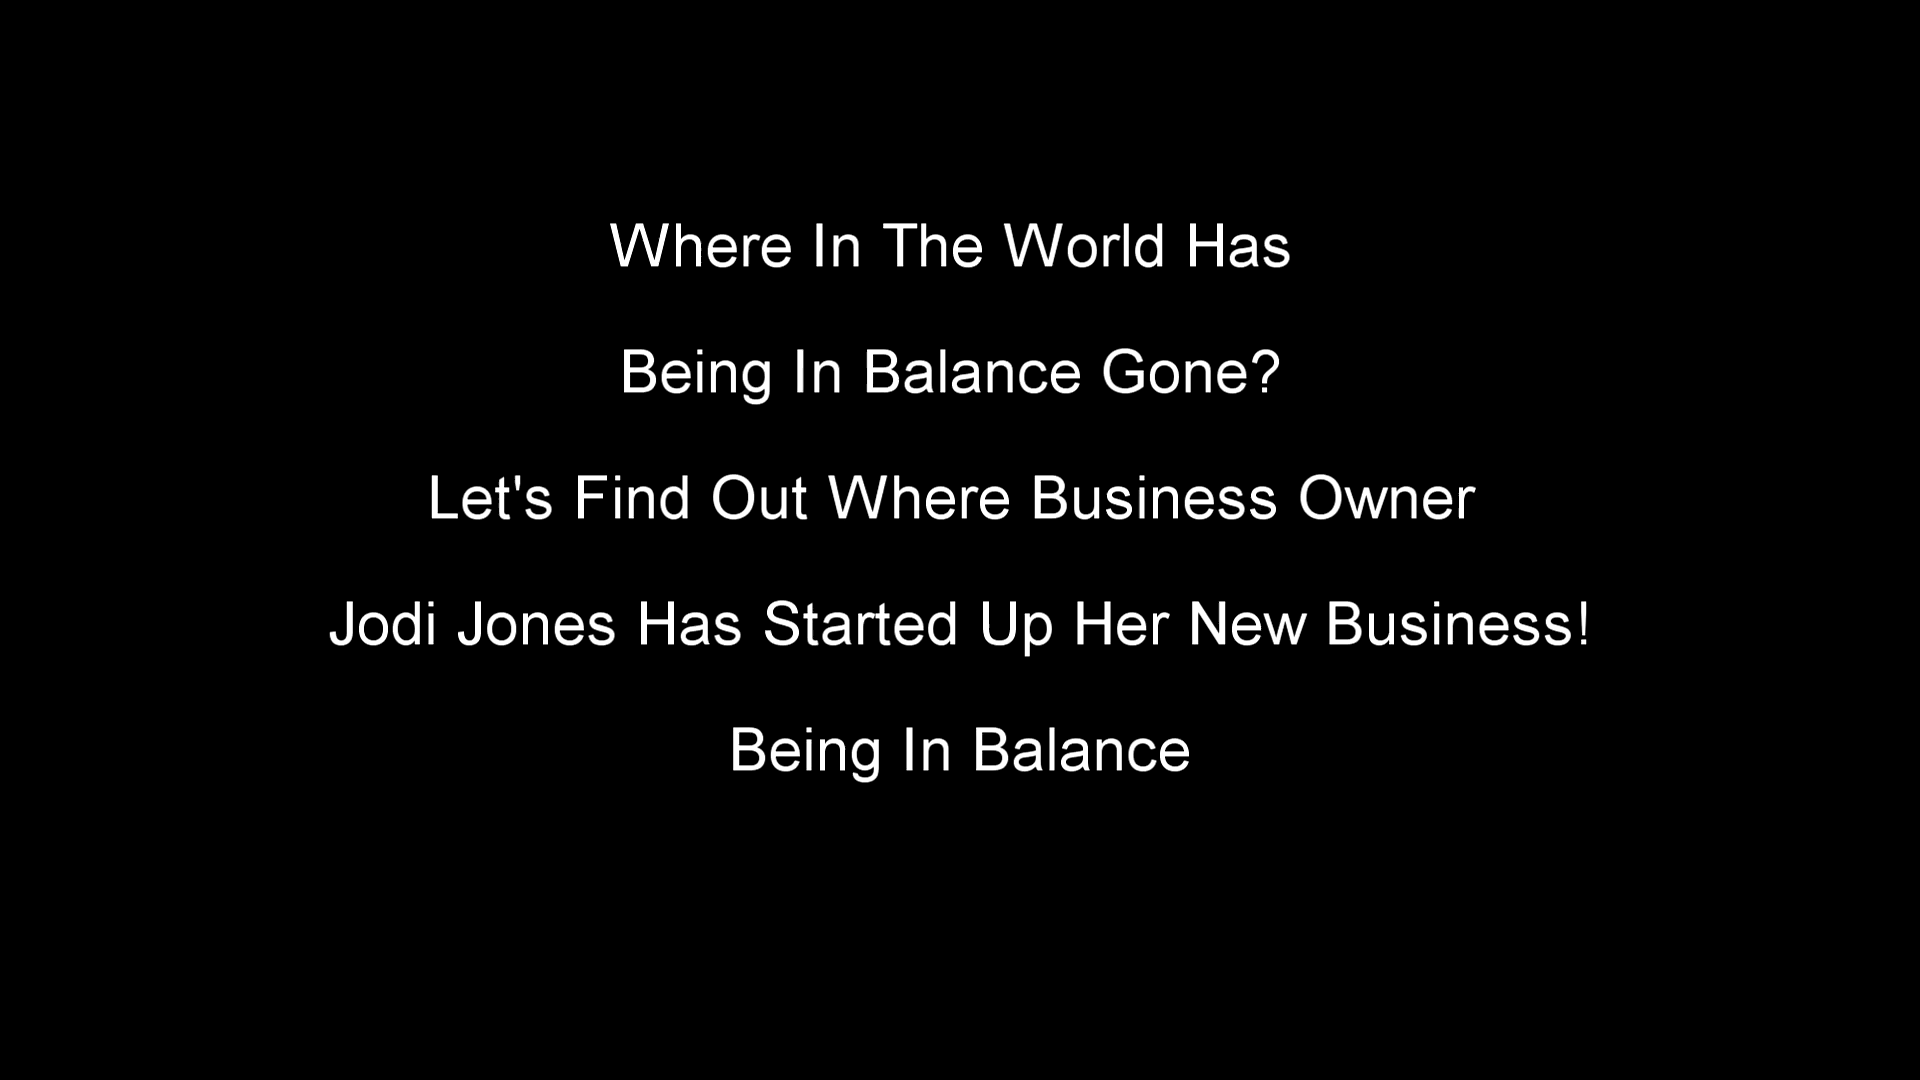 Where In The World Has
Being In Balance Gone?
Let's Find Out Where Business Owner
Jodi Jones Has Started Up Her New Business!
Being In Balance